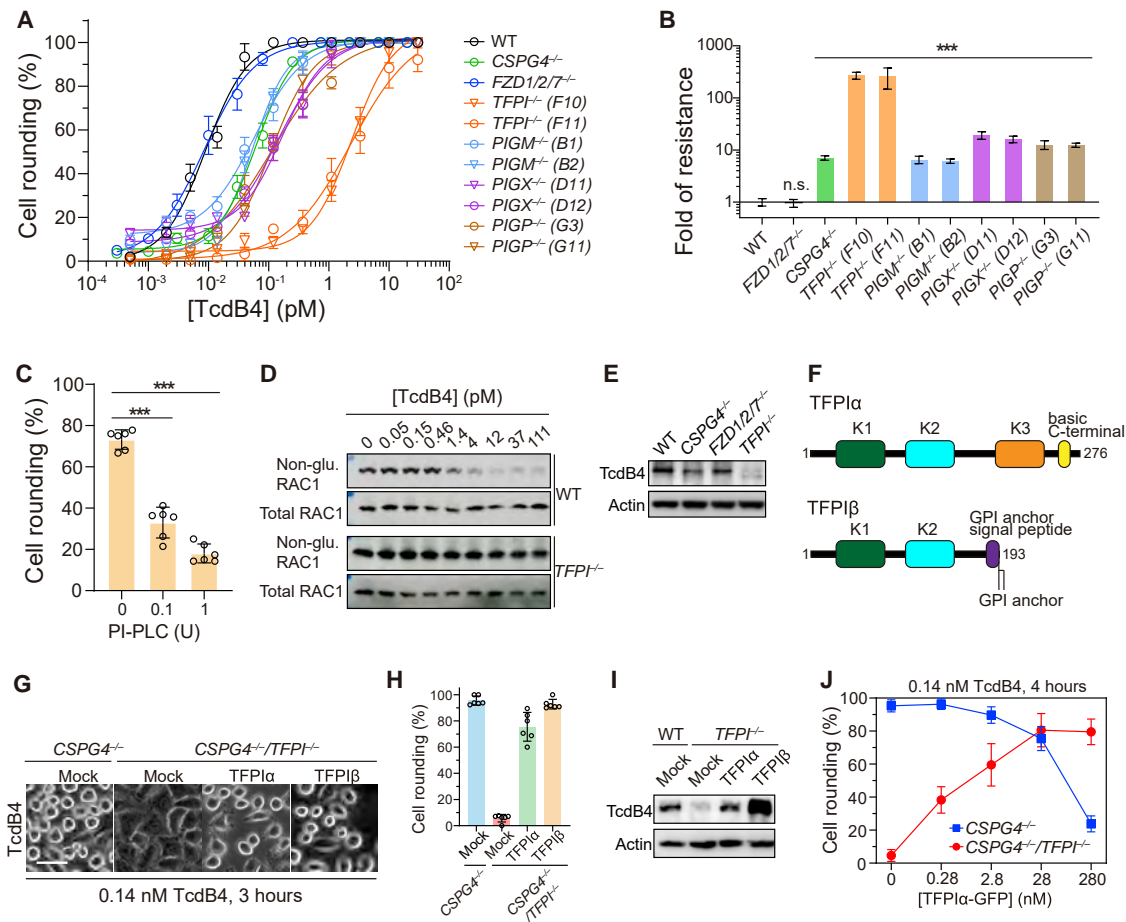 A
Cell rounding (%)
100
80
60
40
20
0
10⁻⁴
10⁻³
10⁻²
10⁻¹
1
10¹
10²
[TcdB4] (pM)
WT
CSPG4⁻/⁻
FZD1/2/7⁻/⁻
TFPI⁻/⁻ (F10)
TFPI⁻/⁻ (F11)
PIGM⁻/⁻ (B1)
PIGM⁻/⁻ (B2)
PIGX⁻/⁻ (D11)
PIGX⁻/⁻ (D12)
PIGP⁻/⁻ (G3)
PIGP⁻/⁻ (G11)
B
Fold of resistance
1000
100
10
1
***
n.s.
WT
FZD1/2/7⁻/⁻
CSPG4⁻/⁻
TFPI⁻/⁻ (F10)
TFPI⁻/⁻ (F11)
PIGM⁻/⁻ (B1)
PIGM⁻/⁻ (B2)
PIGX⁻/⁻ (D11)
PIGX⁻/⁻ (D12)
PIGP⁻/⁻ (G3)
PIGP⁻/⁻ (G11)
C
Cell rounding (%)
100
80
60
40
20
0
***
***
0 0.1 1
PI-PLC (U)
D
[TcdB4] (pM)
0 0.05 0.15 0.46 1.4 4 12 37 111
Non-glu.
RAC1
Total RAC1
WT
Non-glu.
RAC1
Total RAC1
TFPI⁻/⁻
E
WT
CSPG4⁻/⁻
FZD1/2/7⁻/⁻
TFPI⁻/⁻
TcdB4
Actin
F
TFPIα
K1 K2 K3 basic
C-terminal
1 276
TFPIβ
K1 K2 GPI anchor
signal peptide
1 193
GPI anchor
G
CSPG4⁻/⁻ CSPG4⁻/⁻/TFPI⁻/⁻
Mock Mock TFPIα TFPIβ
TcdB4
0.14 nM TcdB4, 3 hours
H
Cell rounding (%)
100
80
60
40
20
0
Mock
Mock
TFPIα
TFPIβ
CSPG4⁻/⁻
CSPG4⁻/⁻
/TFPI⁻/⁻
I
WT TFPI⁻/⁻
Mock
Mock
TFPIα
TFPIβ
TcdB4
Actin
J
0.14 nM TcdB4, 4 hours
Cell rounding (%)
100
80
60
40
20
0
CSPG4⁻/⁻
CSPG4⁻/⁻/TFPI⁻/⁻
0 0.28 2.8 28 280
[TFPIα-GFP] (nM)